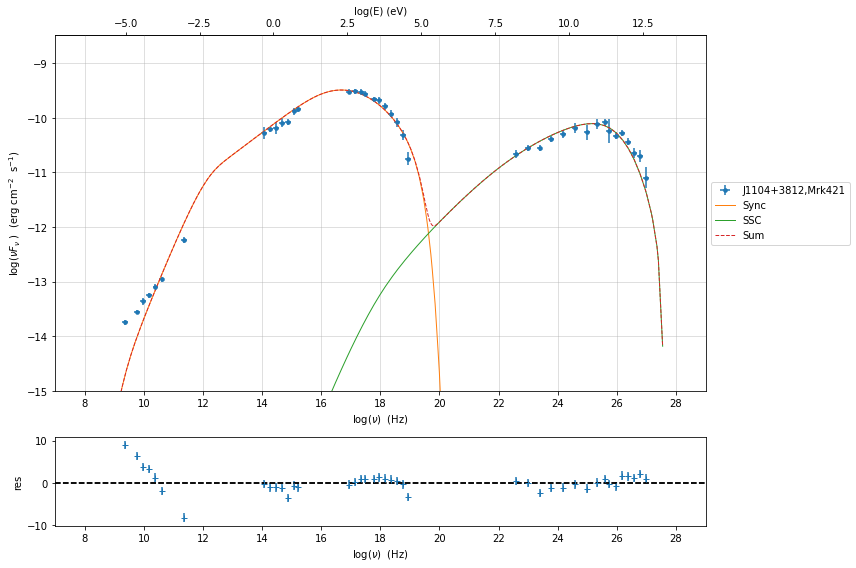 log(E) (eV)
−5.0 −2.5 0.0 2.5 5.0 7.5 10.0 12.5
log(νFν )  (erg cm⁻²  s⁻¹)
−9
−10
−11
−12
−13
−14
−15
8 10 12 14 16 18 20 22 24 26 28
log(ν)  (Hz)
J1104+3812,Mrk421
Sync
SSC
Sum
res
10
0
−10
8 10 12 14 16 18 20 22 24 26 28
log(ν)  (Hz)